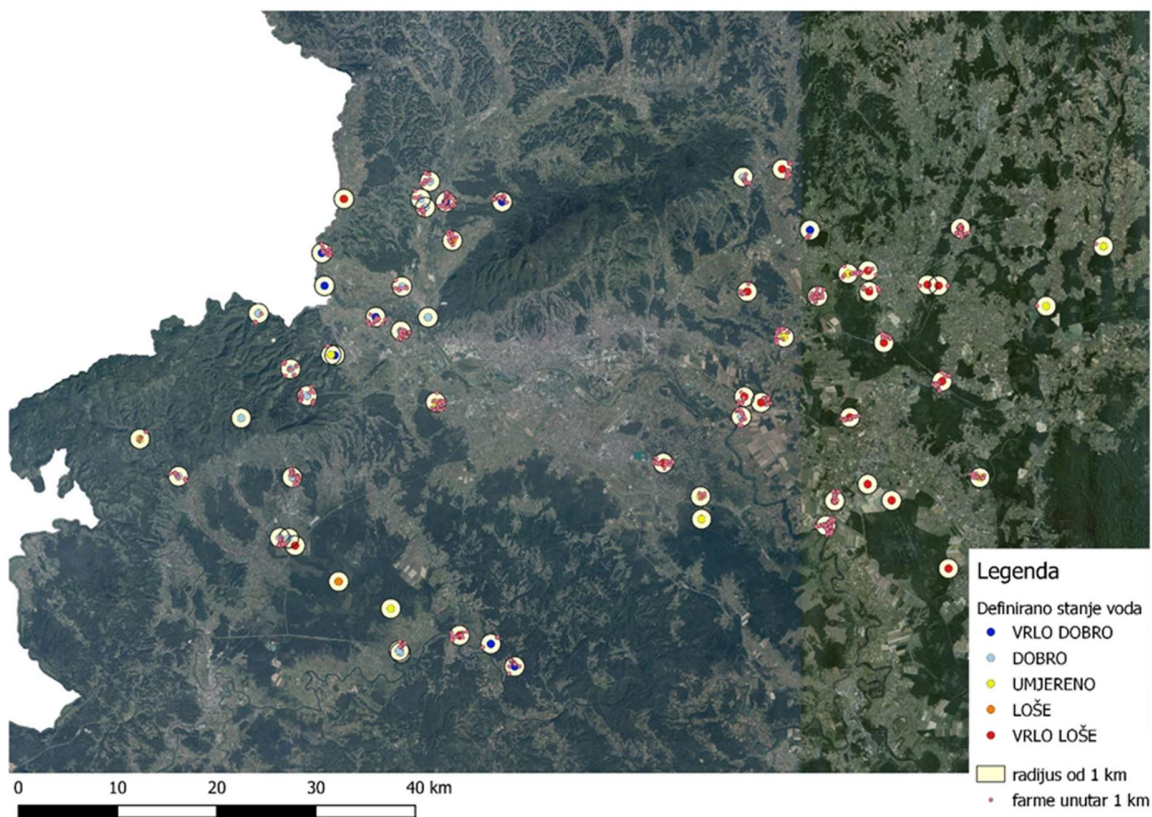 Legenda
Definirano stanje voda
VRLO DOBRO
DOBRO
UMJERENO
LOŠE
VRLO LOŠE
radijus od 1 km
farme unutar 1 km
0 10 20 30 40 km